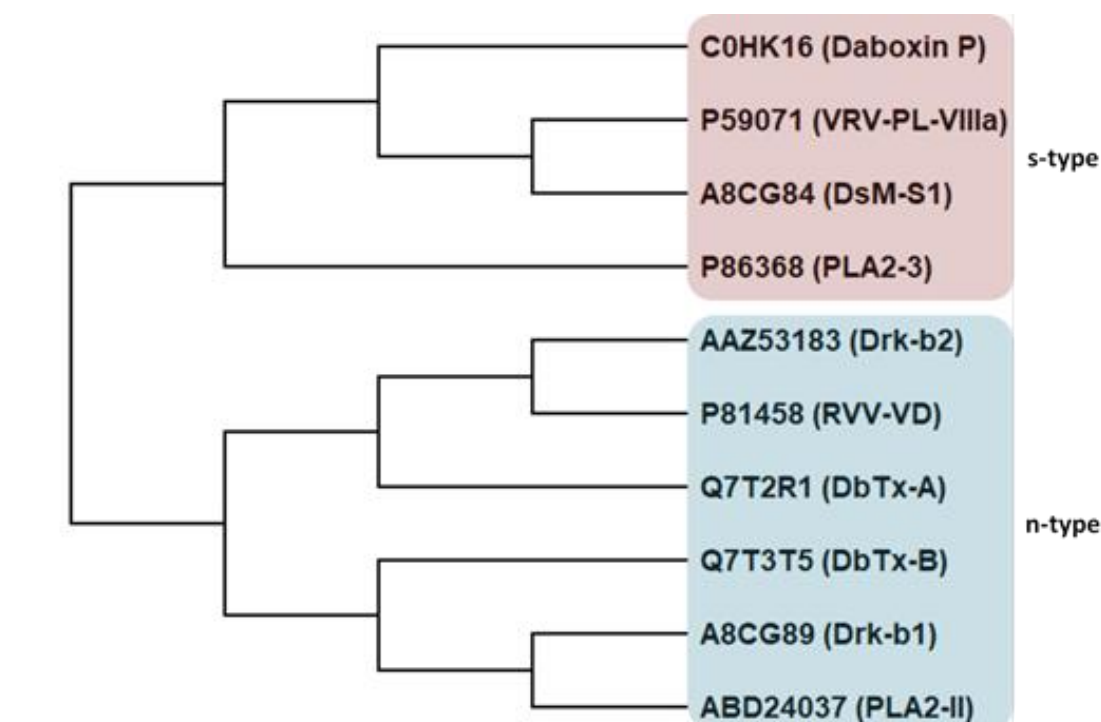 C0HK16 (Daboxin P)
P59071 (VRV-PL-VIIIa)
s-type
A8CG84 (DsM-S1)
P86368 (PLA2-3)
AAZ53183 (Drk-b2)
P81458 (RVV-VD)
Q7T2R1 (DbTx-A)
n-type
Q7T3T5 (DbTx-B)
A8CG89 (Drk-b1)
ABD24037 (PLA2-II)